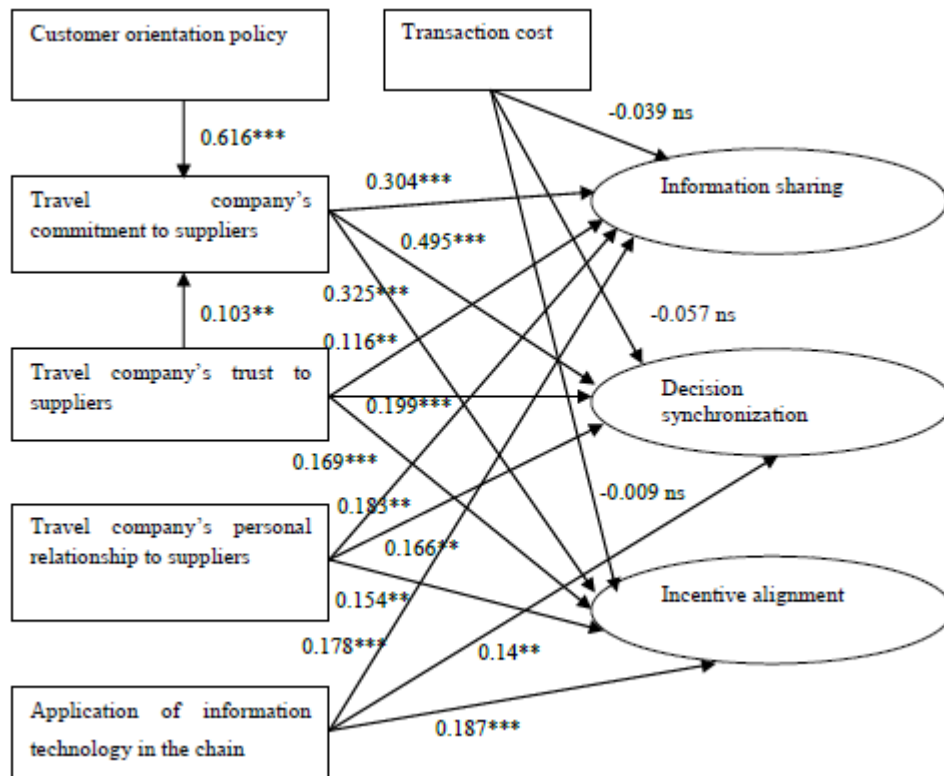 Customer orientation policy
Transaction cost
-0.039 ns
0.616***
Travel company's
commitment to suppliers
0.304***
Information sharing
0.495***
0.103**
0.325***
-0.057 ns
0.116**
Travel company's trust to
suppliers
0.199***
Decision
synchronization
0.169***
-0.009 ns
0.183**
Travel company's personal
relationship to suppliers
0.166**
0.154**
Incentive alignment
0.178***
0.14**
Application of information
technology in the chain
0.187***